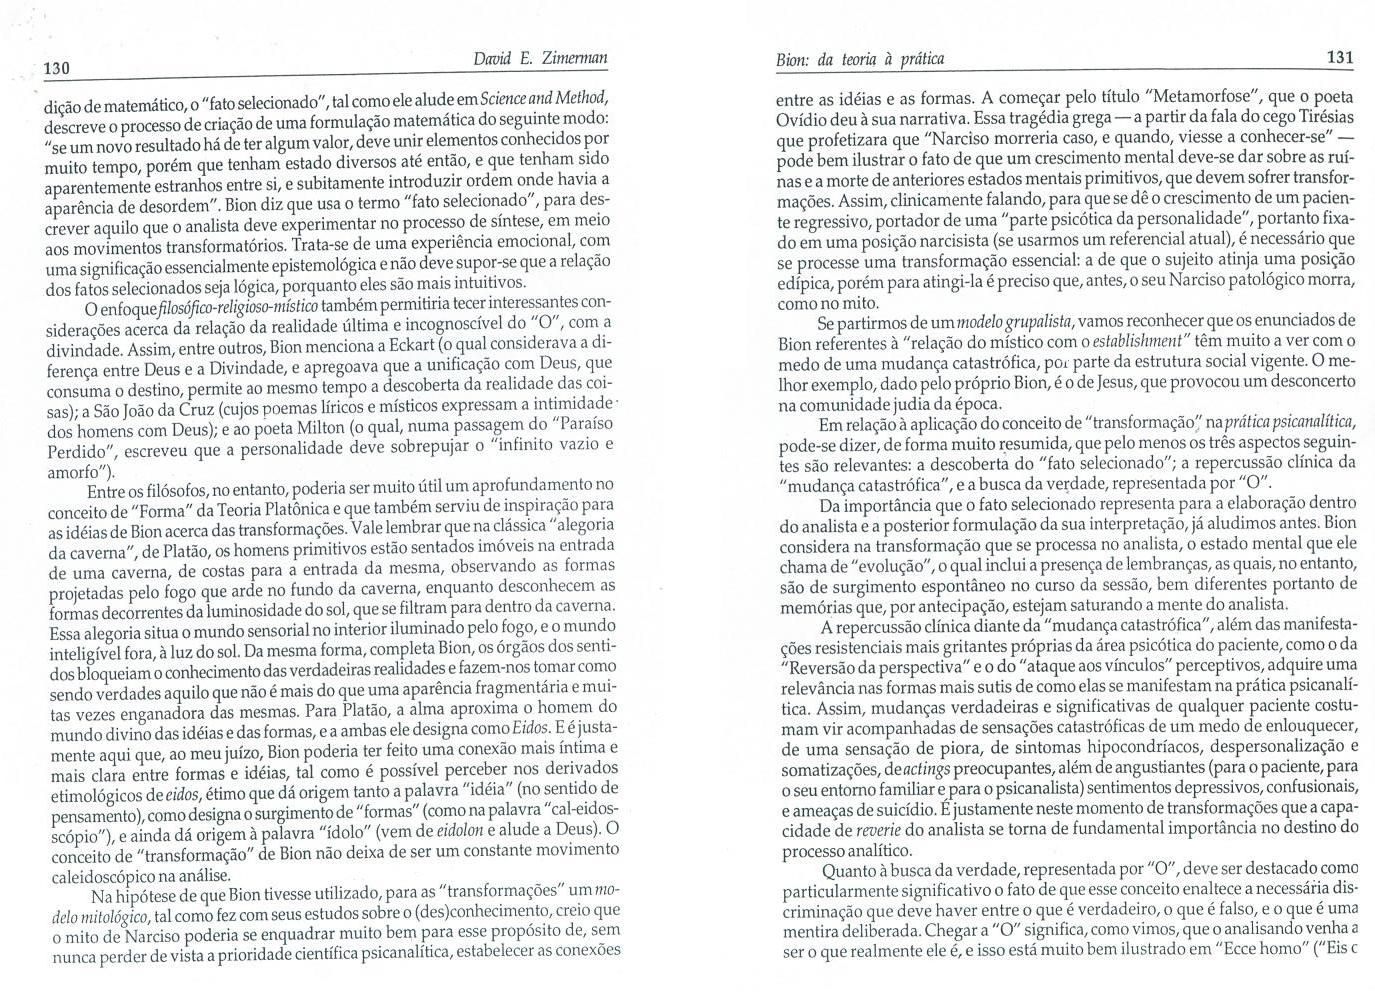 130
David E. Zimerman
dição de matemático, o "fato selecionado", tal como ele alude em Science and Method,
descreve o processo de criação de uma formulação matemática do seguinte modo:
"se um novo resultado há de ter algum valor, deve unir elementos conhecidos por
muito tempo, porém que tenham estado diversos até então, e que tenham sido
aparentemente estranhos entre si, e subitamente introduzir ordem onde havia a
aparência de desordem". Bion diz que usa o termo "fato selecionado", para des-
crever aquilo que o analista deve experimentar no processo de síntese, em meio
aos movimentos transformatórios. Trata-se de uma experiência emocional, com
uma significação essencialmente epistemológica e não deve supor-se que a relação
dos fatos selecionados seja lógica, porquanto eles são mais intuitivos.
O enfoque filosófico-religioso-místico também permitiria tecer interessantes con-
siderações acerca da relação da realidade última e incognoscível do "O", com a
divindade. Assim, entre outros, Bion menciona a Eckart (o qual considerava a di-
ferença entre Deus e a Divindade, e apregoava que a unificação com Deus, que
consuma o destino, permite ao mesmo tempo a descoberta da realidade das coi-
sas); a São João da Cruz (cujos poemas líricos e místicos expressam a intimidade
dos homens com Deus); e ao poeta Milton (o qual, numa passagem do "Paraíso
Perdido", escreveu que a personalidade deve sobrepujar o "infinito vazio e
amorfo").
Entre os filósofos, no entanto, poderia ser muito útil um aprofundamento no
conceito de "Forma" da Teoria Platônica e que também serviu de inspiração para
as idéias de Bion acerca das transformações. Vale lembrar que na clássica "alegoria
da caverna", de Platão, os homens primitivos estão sentados imóveis na entrada
de uma caverna, de costas para a entrada da mesma, observando as formas
projetadas pelo fogo que arde no fundo da caverna, enquanto desconhecem as
formas decorrentes da luminosidade do sol, que se filtram para dentro da caverna.
Essa alegoria situa o mundo sensorial no interior iluminado pelo fogo, e o mundo
inteligível fora, à luz do sol. Da mesma forma, completa Bion, os órgãos dos senti-
dos bloqueiam o conhecimento das verdadeiras realidades e fazem-nos tomar como
sendo verdades aquilo que não é mais do que uma aparência fragmentária e mui-
tas vezes enganadora das mesmas. Para Platão, a alma aproxima o homem do
mundo divino das idéias e das formas, e a ambas ele designa como Eidos. E é justa-
mente aqui que, ao meu juízo, Bion poderia ter feito uma conexão mais íntima e
mais clara entre formas e idéias, tal como é possível perceber nos derivados
etimológicos de eidos, étimo que dá origem tanto a palavra "idéia" (no sentido de
pensamento), como designa o surgimento de "formas" (como na palavra "cal-eidos-
scópio"), e ainda dá origem à palavra "ídolo" (vem de eidolon e alude a Deus). O
conceito de "transformação" de Bion não deixa de ser um constante movimento
caleidoscópico na análise.
Na hipótese de que Bion tivesse utilizado, para as "transformações" um mo-
delo mitológico, tal como fez com seus estudos sobre o (des)conhecimento, creio que
o mito de Narciso poderia se enquadrar muito bem para esse propósito de, sem
nunca perder de vista a prioridade científica psicanalítica, estabelecer as conexões
Bion: da teoria à prática
131
entre as idéias e as formas. A começar pelo título "Metamorfose", que o poeta
Ovídio deu à sua narrativa. Essa tragédia grega — a partir da fala do cego Tirésias
que profetizara que "Narciso morreria caso, e quando, viesse a conhecer-se" —
pode bem ilustrar o fato de que um crescimento mental deve-se dar sobre as ruí-
nas e a morte de anteriores estados mentais primitivos, que devem sofrer transfor-
mações. Assim, clinicamente falando, para que se dê o crescimento de um pacien-
te regressivo, portador de uma "parte psicótica da personalidade", portanto fixa-
do em uma posição narcisista (se usarmos um referencial atual), é necessário que
se processe uma transformação essencial: a de que o sujeito atinja uma posição
edípica, porém para atingi-la é preciso que, antes, o seu Narciso patológico morra,
como no mito.
Se partirmos de um modelo grupalista, vamos reconhecer que os enunciados de
Bion referentes à "relação do místico com o establishment" têm muito a ver com o
medo de uma mudança catastrófica, por parte da estrutura social vigente. O me-
lhor exemplo, dado pelo próprio Bion, é o de Jesus, que provocou um desconcerto
na comunidade judia da época.
Em relação à aplicação do conceito de "transformação" na prática psicanalítica,
pode-se dizer, de forma muito resumida, que pelo menos os três aspectos seguin-
tes são relevantes: a descoberta do "fato selecionado"; a repercussão clínica da
"mudança catastrófica", e a busca da verdade, representada por "O".
Da importância que o fato selecionado representa para a elaboração dentro
do analista e a posterior formulação da sua interpretação, já aludimos antes. Bion
considera na transformação que se processa no analista, o estado mental que ele
chama de "evolução", o qual inclui a presença de lembranças, as quais, no entanto,
são de surgimento espontâneo no curso da sessão, bem diferentes portanto de
memórias que, por antecipação, estejam saturando a mente do analista.
A repercussão clínica diante da "mudança catastrófica", além das manifesta-
ções resistenciais mais gritantes próprias da área psicótica do paciente, como o da
"Reversão da perspectiva" e o do "ataque aos vínculos" perceptivos, adquire uma
relevância nas formas mais sutis de como elas se manifestam na prática psicanalí-
tica. Assim, mudanças verdadeiras e significativas de qualquer paciente costu-
mam vir acompanhadas de sensações catastróficas de um medo de enlouquecer,
de uma sensação de piora, de sintomas hipocondríacos, despersonalização e
somatizações, de actings preocupantes, além de angustiantes (para o paciente, para
o seu entorno familiar e para o psicanalista) sentimentos depressivos, confusionais,
e ameaças de suicídio. É justamente neste momento de transformações que a capa-
cidade de reverie do analista se torna de fundamental importância no destino do
processo analítico.
Quanto à busca da verdade, representada por "O", deve ser destacado como
particularmente significativo o fato de que esse conceito enaltece a necessária dis-
criminação que deve haver entre o que é verdadeiro, o que é falso, e o que é uma
mentira deliberada. Chegar a "O" significa, como vimos, que o analisando venha a
ser o que realmente ele é, e isso está muito bem ilustrado em "Ecce homo" ("Eis